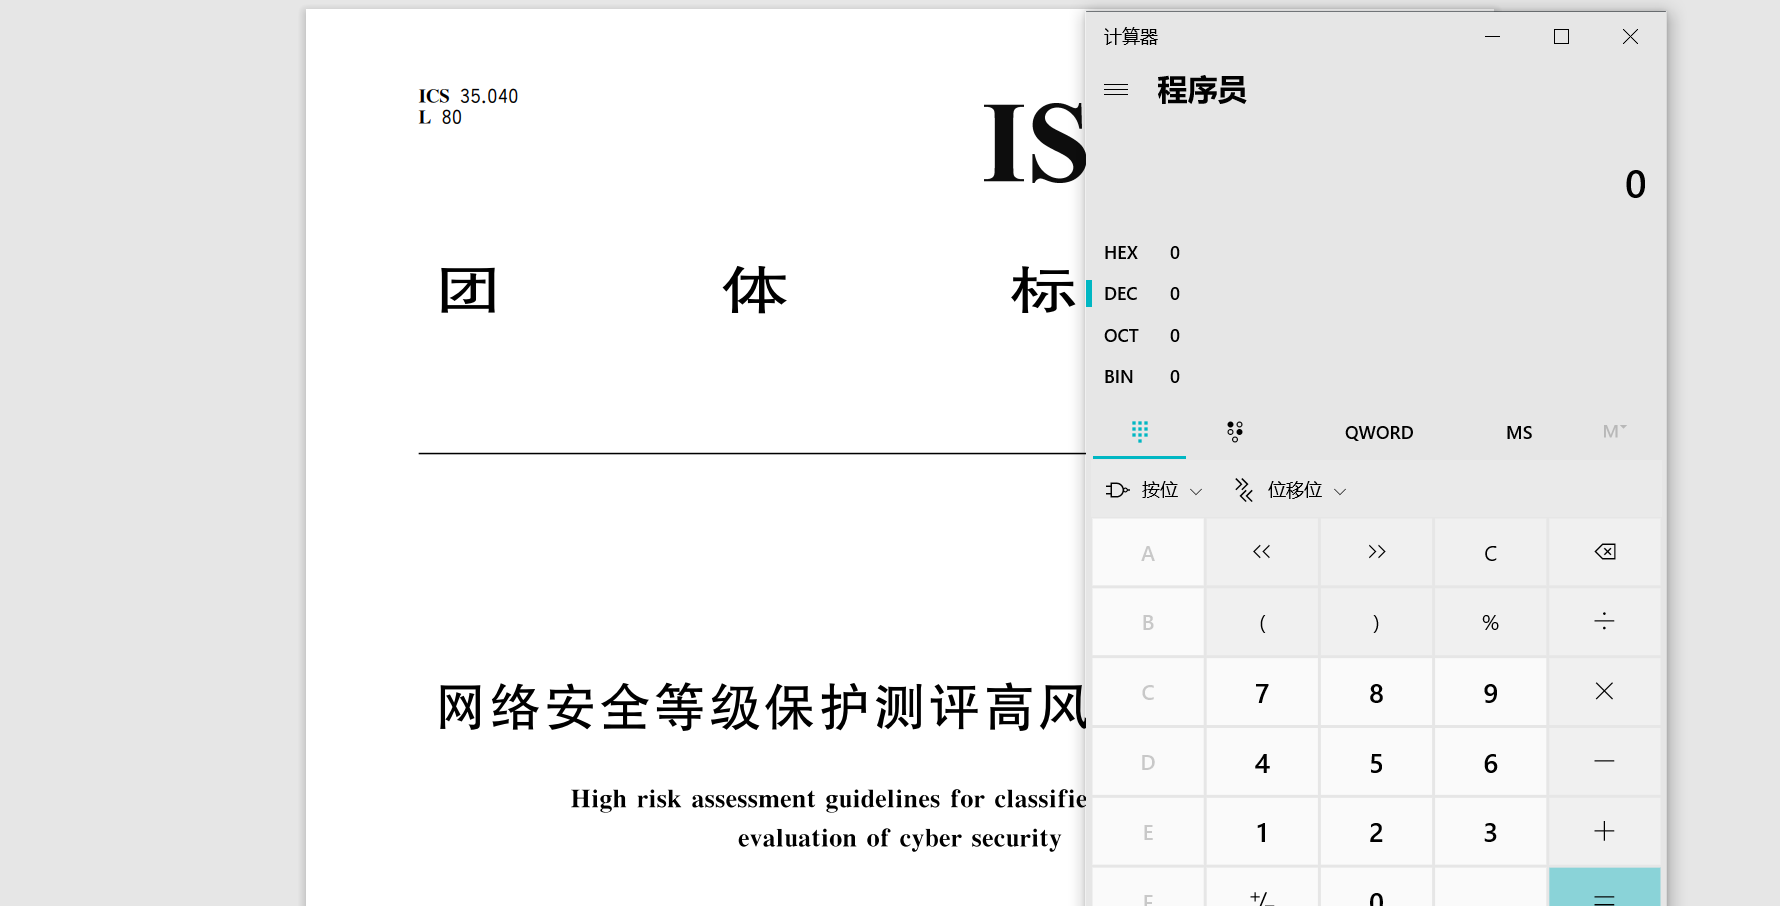 ICS 35.040
L 80
IS
团 体 标
网络安全等级保护测评高风
High risk assessment guidelines for classifie
evaluation of cyber security
计算器
程序员
0
HEX 0
DEC 0
OCT 0
BIN 0
QWORD MS M
按位 位移位
A << >> C
B ( ) % ÷
C 7 8 9 ×
D 4 5 6 −
E 1 2 3 +
F +/− 0 =